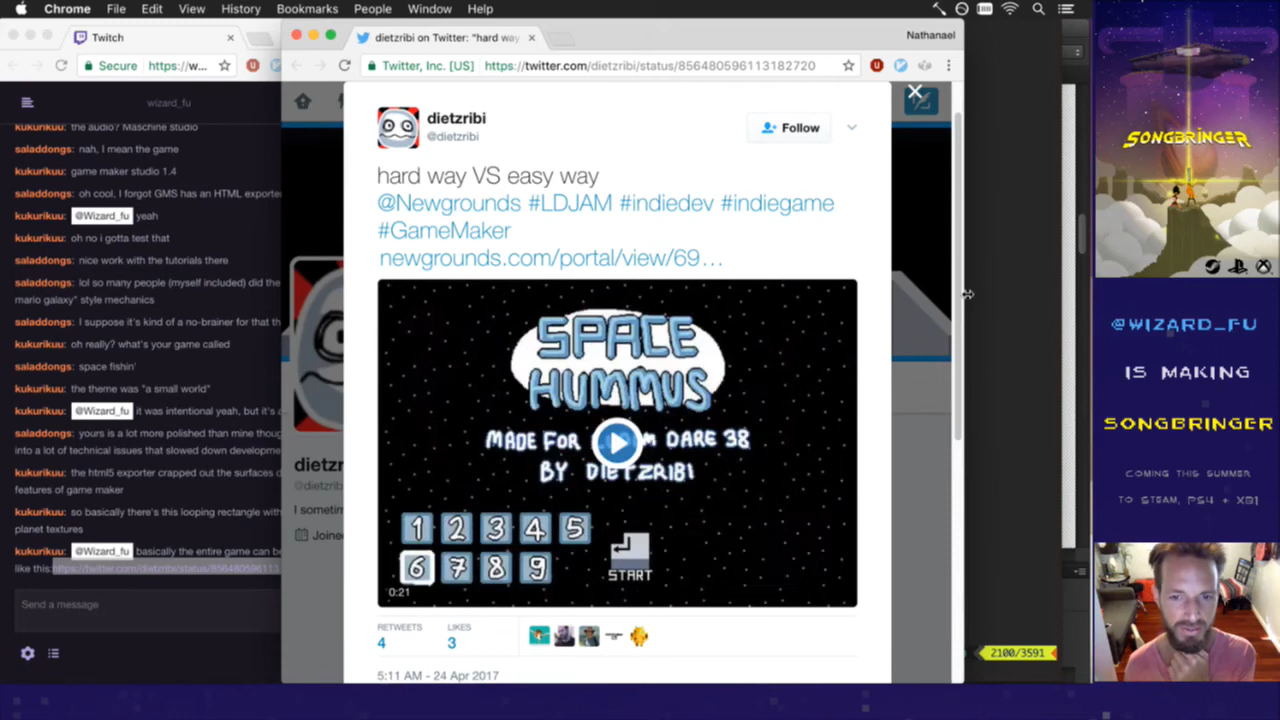 Chrome File Edit View History Bookmarks People Window Help
Twitch
Secure https://w...
wizard_fu
kukurikuu: the audio? Maschine studio
saladdongs: nah, I mean the game
kukurikuu: game maker studio 1.4
saladdongs: oh cool, I forgot GMS has an HTML exporter
kukurikuu: @Wizard_fu yeah
kukurikuu: oh no i gotta test that
saladdongs: nice work with the tutorials there
saladdongs: lol so many people (myself included) did the
mario galaxy" style mechanics
saladdongs: I suppose it's kind of a no-brainer for that th
kukurikuu: oh really? what's your game called
saladdongs: space fishin'
kukurikuu: the theme was "a small world"
kukurikuu: @Wizard_fu it was intentional yeah, but it's a
saladdongs: yours is a lot more polished than mine thoug
into a lot of technical issues that slowed down developme
kukurikuu: the html5 exporter crapped out the surfaces d
features of game maker
kukurikuu: so basically there's this looping rectangle with
planet textures
kukurikuu: @Wizard_fu basically the entire game can be
like this:https://twitter.com/dietzribi/status/856480596113
Send a message
dietzribi on Twitter: "hard way
Nathanael
Twitter, Inc. [US] https://twitter.com/dietzribi/status/856480596113182720
dietzri
@dietzrib
I sometim
Joine
dietzribi
@dietzribi
Follow
hard way VS easy way
@Newgrounds #LDJAM #indiedev #indiegame
#GameMaker
newgrounds.com/portal/view/69…
SPACE
HUMMUS
MADE FOR DARE 38
BY DIETZRIBI
1 2 3 4 5
6 7 8 9
START
0:21
RETWEETS LIKES
4 3
5:11 AM - 24 Apr 2017
2100/3591
SONGBRINGER
@WIZARD_FU
IS MAKING
SONGBRINGER
COMING THIS SUMMER
TO STEAM, PS4 + XB1